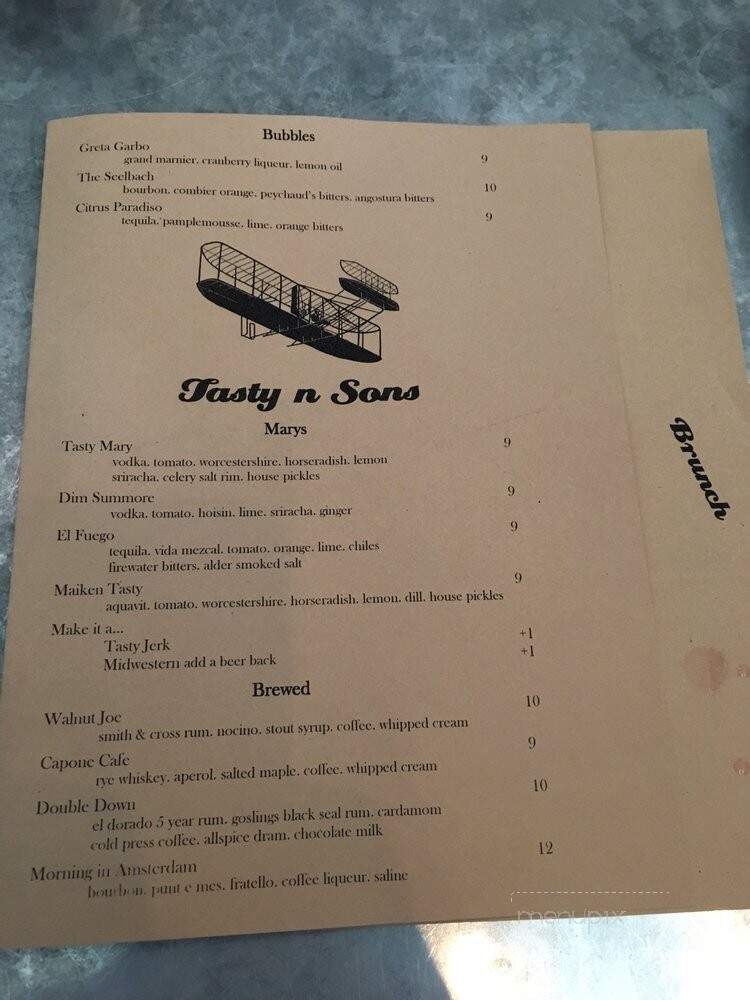 Bubbles
Greta Garbo 9
grand marnier. cranberry liqueur. lemon oil
The Seelbach 10
bourbon. combier orange. peychaud's bitters. angostura bitters
Citrus Paradiso 9
tequila. pamplemousse. lime. orange bitters
Tasty n Sons
Marys
Tasty Mary 9
vodka. tomato. worcestershire. horseradish. lemon
sriracha. celery salt rim. house pickles
Dim Summore 9
vodka. tomato. hoisin. lime. sriracha. ginger
El Fuego 9
tequila. vida mezcal. tomato. orange. lime. chiles
firewater bitters. alder smoked salt
Maiken Tasty 9
aquavit. tomato. worcestershire. horseradish. lemon. dill. house pickles
Make it a...
Tasty Jerk +1
Midwestern add a beer back +1
Brewed
Walnut Joe 10
smith & cross rum. nocino. stout syrup. coffee. whipped cream
Capone Cafe 9
rye whiskey. aperol. salted maple. coffee. whipped cream
Double Down 10
el dorado 5 year rum. goslings black seal rum. cardamom
cold press coffee. allspice dram. chocolate milk
Morning in Amsterdam 12
bourbon. punt e mes. fratello. coffee liqueur. saline
Brunch
menupix